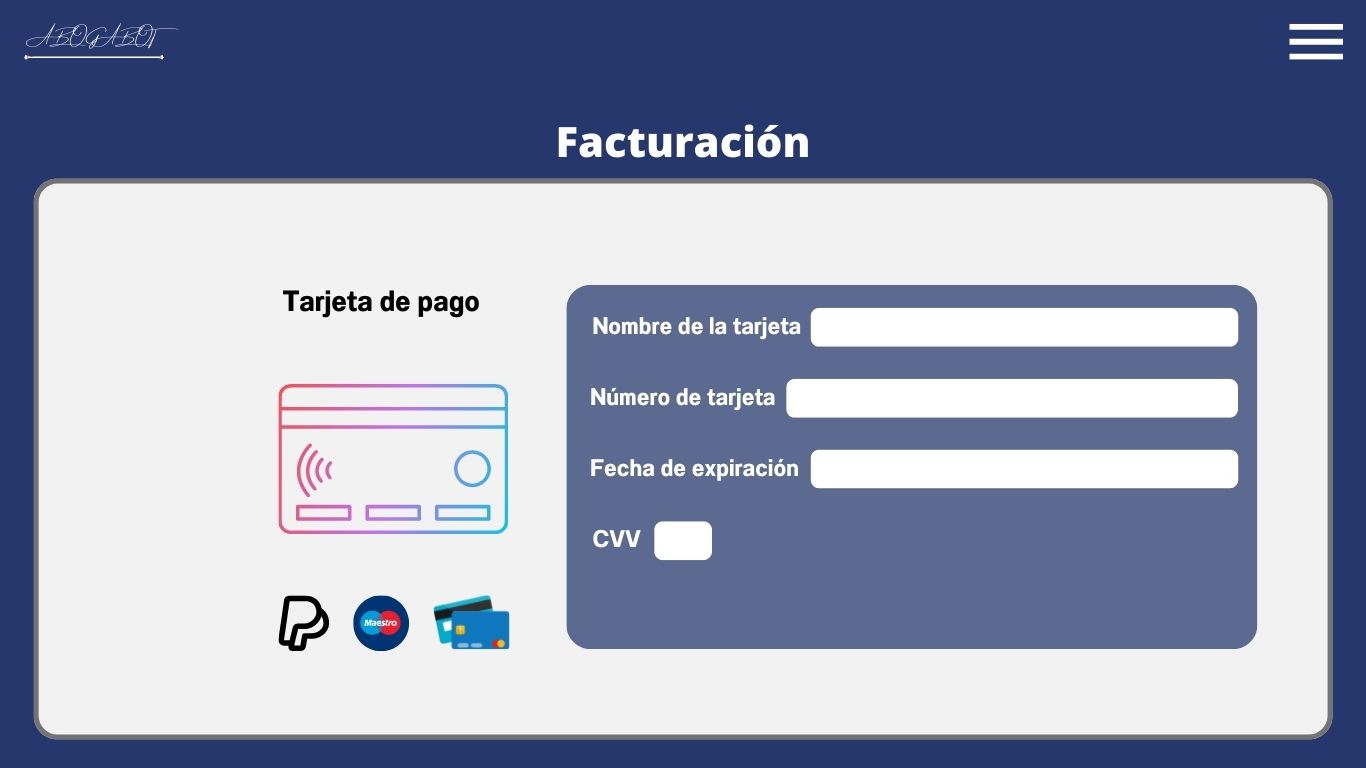 ABOGABOT
Facturación
Tarjeta de pago
Nombre de la tarjeta
Número de tarjeta
Fecha de expiración
CVV
Maestro